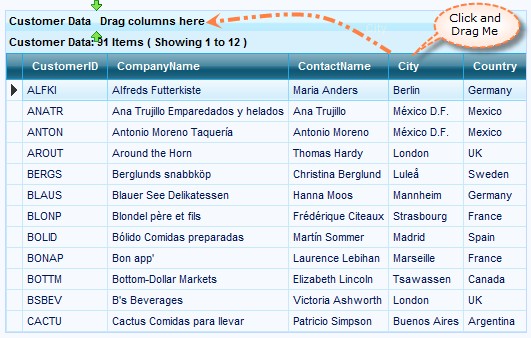 Customer Data Drag columns here
Click and
Drag Me
Customer Data: 91 Items ( Showing 1 to 12 )
CustomerID CompanyName ContactName City Country
ALFKI Alfreds Futterkiste Maria Anders Berlin Germany
ANATR Ana Trujillo Emparedados y helados Ana Trujillo México D.F. Mexico
ANTON Antonio Moreno Taquería Antonio Moreno México D.F. Mexico
AROUT Around the Horn Thomas Hardy London UK
BERGS Berglunds snabbköp Christina Berglund Luleå Sweden
BLAUS Blauer See Delikatessen Hanna Moos Mannheim Germany
BLONP Blondel père et fils Frédérique Citeaux Strasbourg France
BOLID Bólido Comidas preparadas Martín Sommer Madrid Spain
BONAP Bon app' Laurence Lebihan Marseille France
BOTTM Bottom-Dollar Markets Elizabeth Lincoln Tsawassen Canada
BSBEV B's Beverages Victoria Ashworth London UK
CACTU Cactus Comidas para llevar Patricio Simpson Buenos Aires Argentina